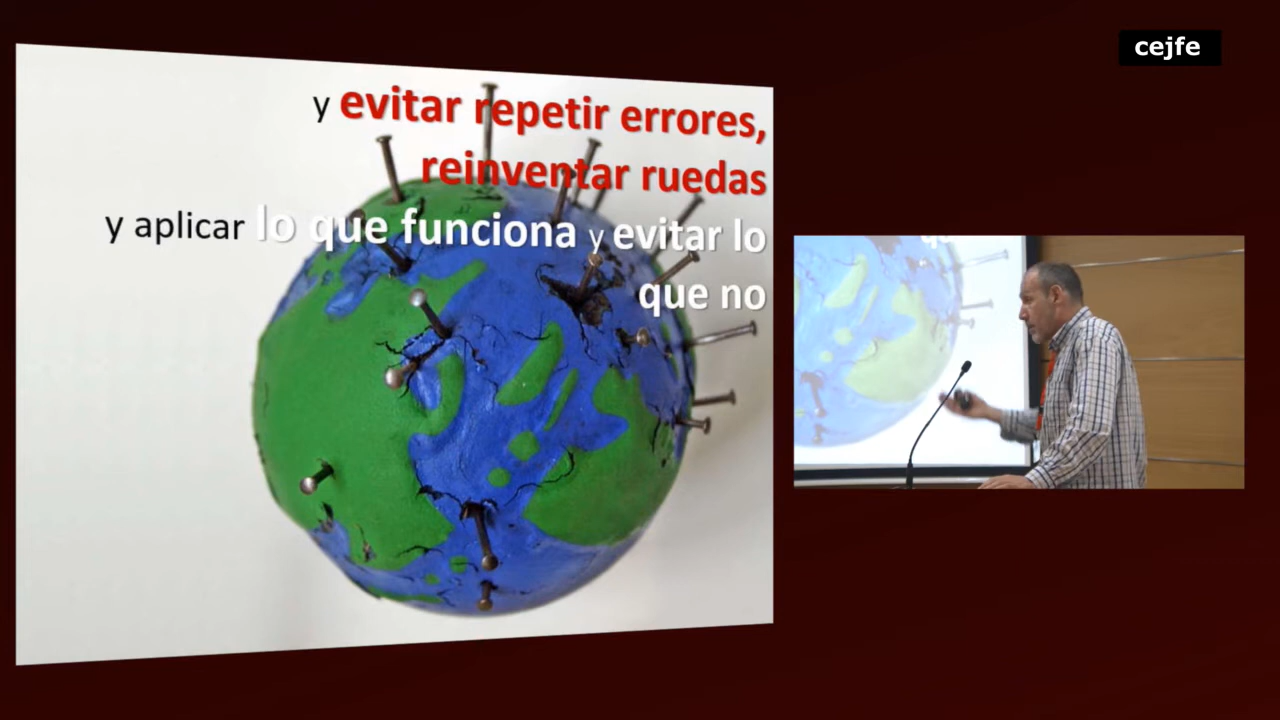 cejfe
y evitar repetir errores,
reinventar ruedas
y aplicar lo que funciona y evitar lo
que no